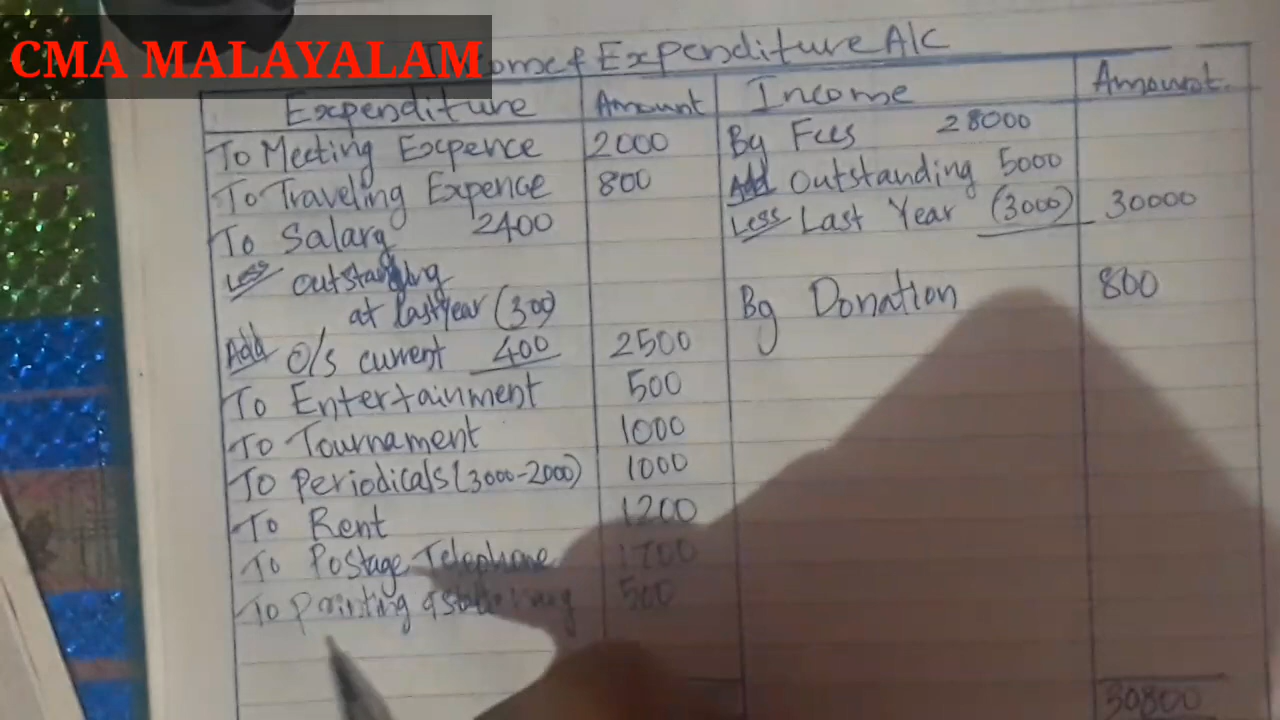 CMA MALAYALAM
Expenditure A/C
Expenditure Amount Income Amount.
To Meeting Expence 2000 By Fees 28000
To Traveling Expence 800 Add Outstanding 5000
To Salary 2400 Less Last Year (3000) 30000
Less outstanding
at last year (300) By Donation 800
Add O/S current 400 2500
To Entertainment 500
To Tournament 1000
To Periodicals (3000-2000) 1000
To Rent 1200
To Postage Telephone 1700
To Printing & Stationary 500
30800